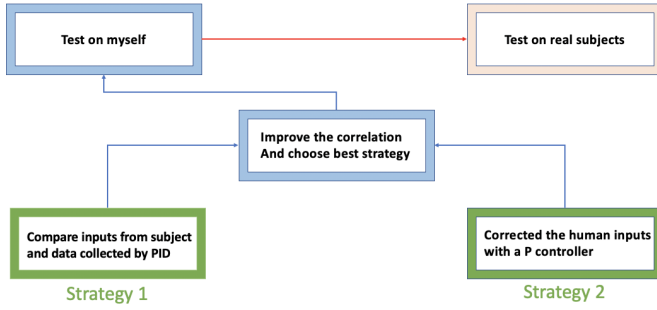 Test on myself
Test on real subjects
Improve the correlation
And choose best strategy
Compare inputs from subject
and data collected by PID
Corrected the human inputs
with a P controller
Strategy 1
Strategy 2